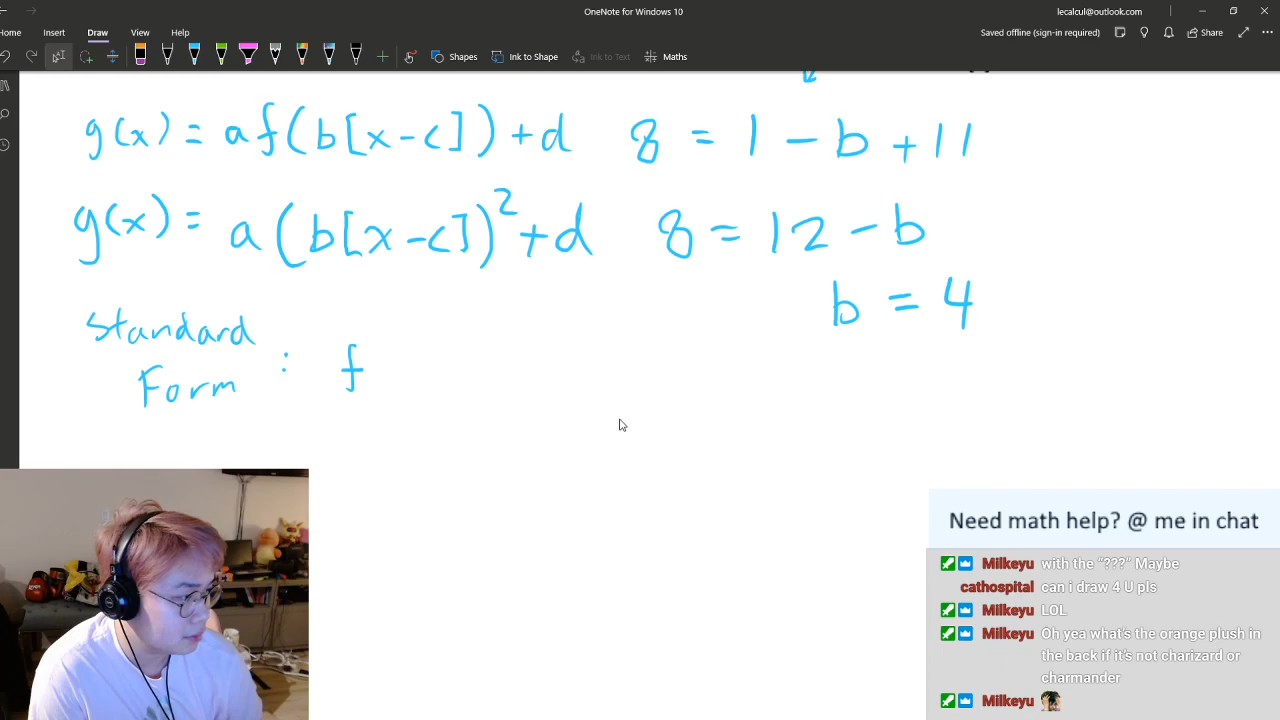 OneNote for Windows 10
lecalcul@outlook.com
Home Insert Draw View Help
Saved offline (sign-in required)
Share
Shapes
Ink to Shape
Ink to Text
Maths
g(x) = af(b[x-c]) + d
8 = 1 - b + 11
g(x) = a(b[x-c])² + d
8 = 12 - b
b = 4
Standard
Form : f
Need math help? @ me in chat
Milkeyu with the "???" Maybe
cathospital can i draw 4 U pls
Milkeyu LOL
Milkeyu Oh yea what's the orange plush in
the back if it's not charizard or
charmander
Milkeyu